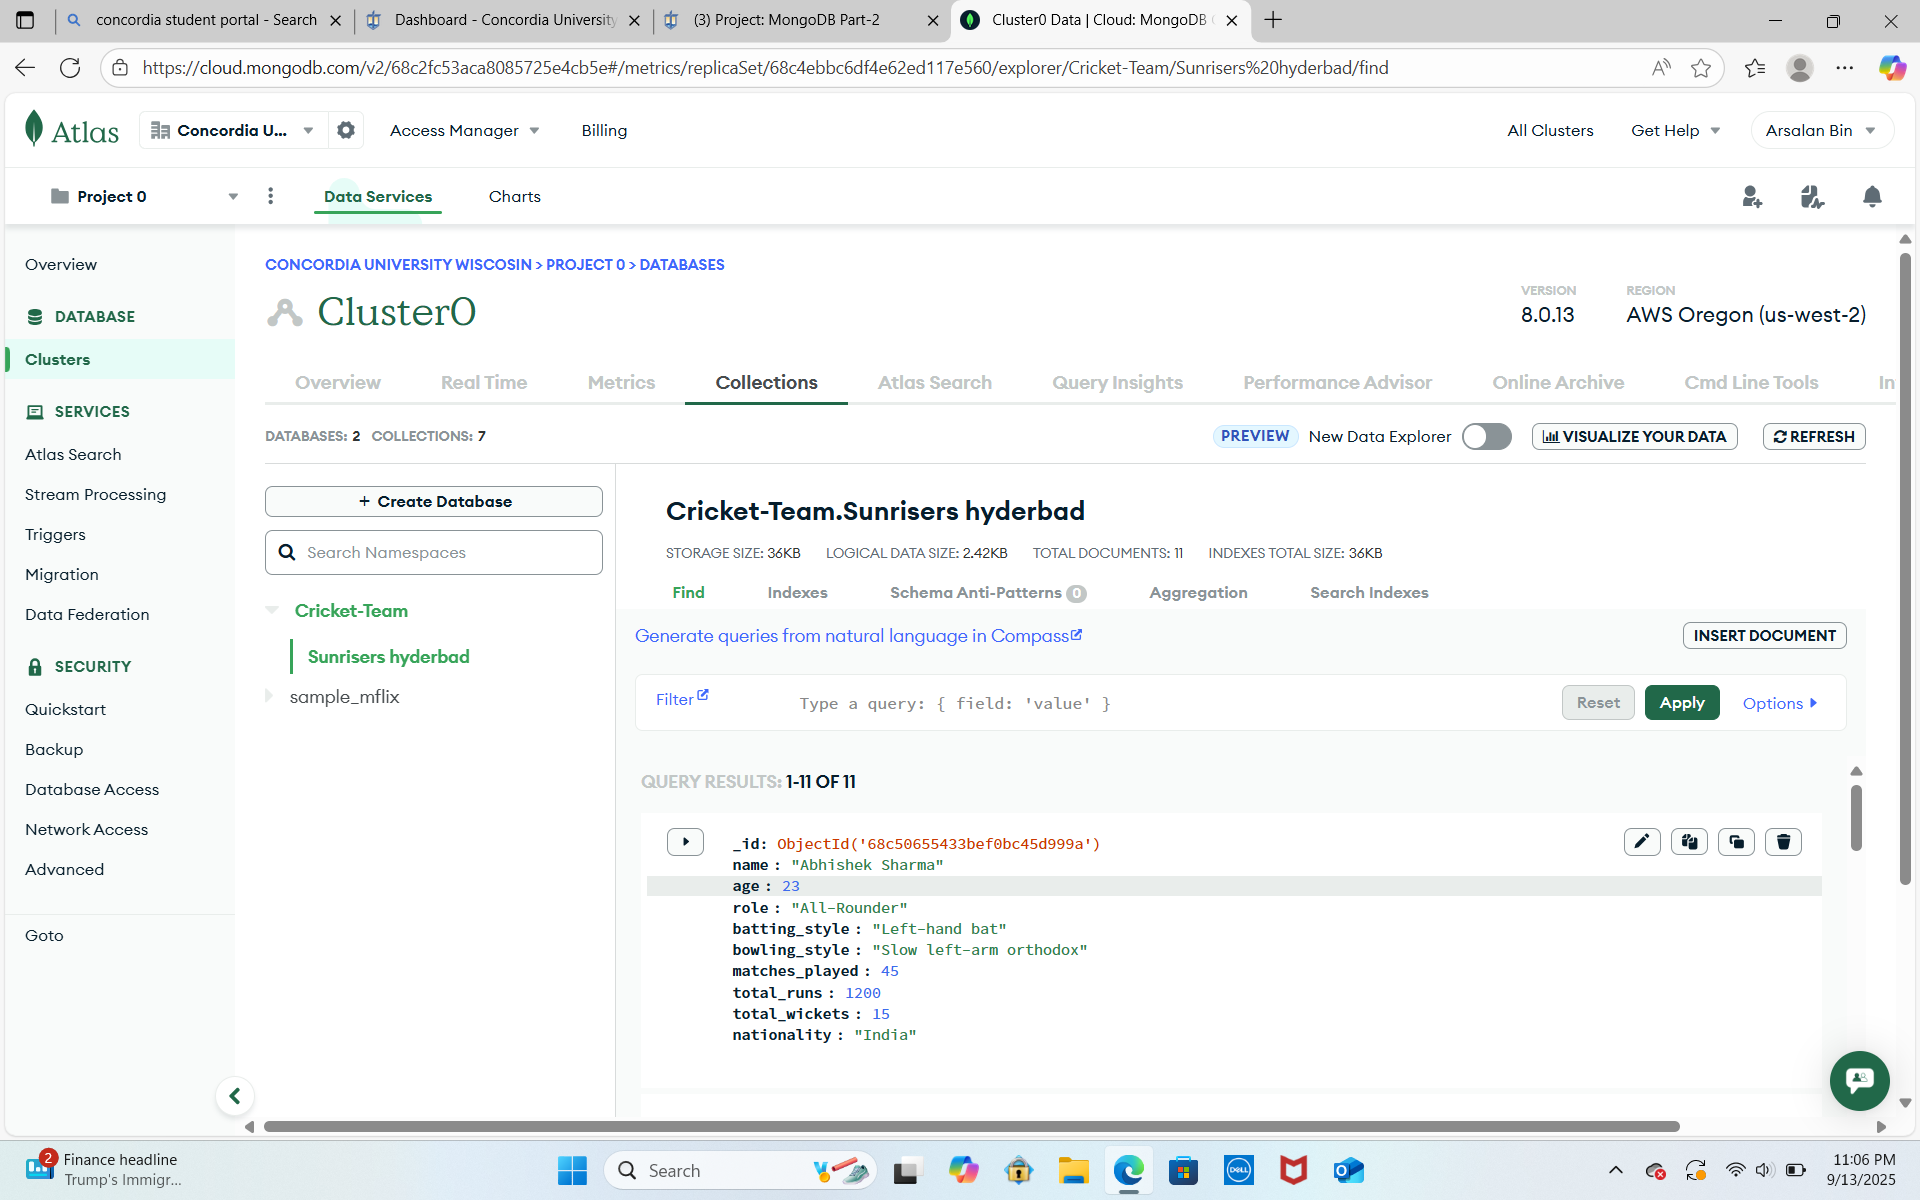 concordia student portal - Search
Dashboard - Concordia University
(3) Project: MongoDB Part-2
Cluster0 Data | Cloud: MongoDB
https://cloud.mongodb.com/v2/68c2fc53aca8085725e4cb5e#/metrics/replicaSet/68c4ebbc6df4e62ed117e560/explorer/Cricket-Team/Sunrisers%20hyderbad/find
Atlas
Concordia U...
Access Manager
Billing
All Clusters
Get Help
Arsalan Bin
Project 0
Data Services
Charts
Overview
DATABASE
Clusters
SERVICES
Atlas Search
Stream Processing
Triggers
Migration
Data Federation
SECURITY
Quickstart
Backup
Database Access
Network Access
Advanced
Goto
CONCORDIA UNIVERSITY WISCOSIN > PROJECT 0 > DATABASES
Cluster0
VERSION
8.0.13
REGION
AWS Oregon (us-west-2)
Overview
Real Time
Metrics
Collections
Atlas Search
Query Insights
Performance Advisor
Online Archive
Cmd Line Tools
In
DATABASES: 2 COLLECTIONS: 7
PREVIEW New Data Explorer
VISUALIZE YOUR DATA
REFRESH
+ Create Database
Search Namespaces
Cricket-Team
Sunrisers hyderbad
sample_mflix
Cricket-Team.Sunrisers hyderbad
STORAGE SIZE: 36KB LOGICAL DATA SIZE: 2.42KB TOTAL DOCUMENTS: 11 INDEXES TOTAL SIZE: 36KB
Find
Indexes
Schema Anti-Patterns 0
Aggregation
Search Indexes
Generate queries from natural language in Compass
INSERT DOCUMENT
Filter
Type a query: { field: 'value' }
Reset
Apply
Options
QUERY RESULTS: 1-11 OF 11
_id: ObjectId('68c50655433bef0bc45d999a')
name : "Abhishek Sharma"
age : 23
role : "All-Rounder"
batting_style : "Left-hand bat"
bowling_style : "Slow left-arm orthodox"
matches_played : 45
total_runs : 1200
total_wickets : 15
nationality : "India"
2
Finance headline
Trump's Immigr...
Search
DELL
11:06 PM
9/13/2025